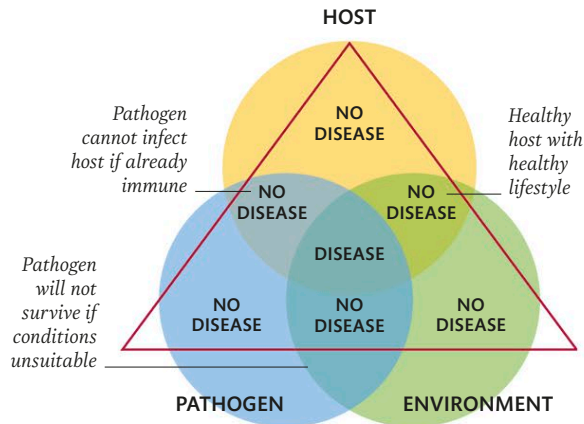 HOST
NO
DISEASE
Pathogen
cannot infect
host if already
immune
Healthy
host with
healthy
lifestyle
NO
DISEASE
NO
DISEASE
DISEASE
Pathogen
will not
survive if
conditions
unsuitable
NO
DISEASE
NO
DISEASE
NO
DISEASE
PATHOGEN
ENVIRONMENT